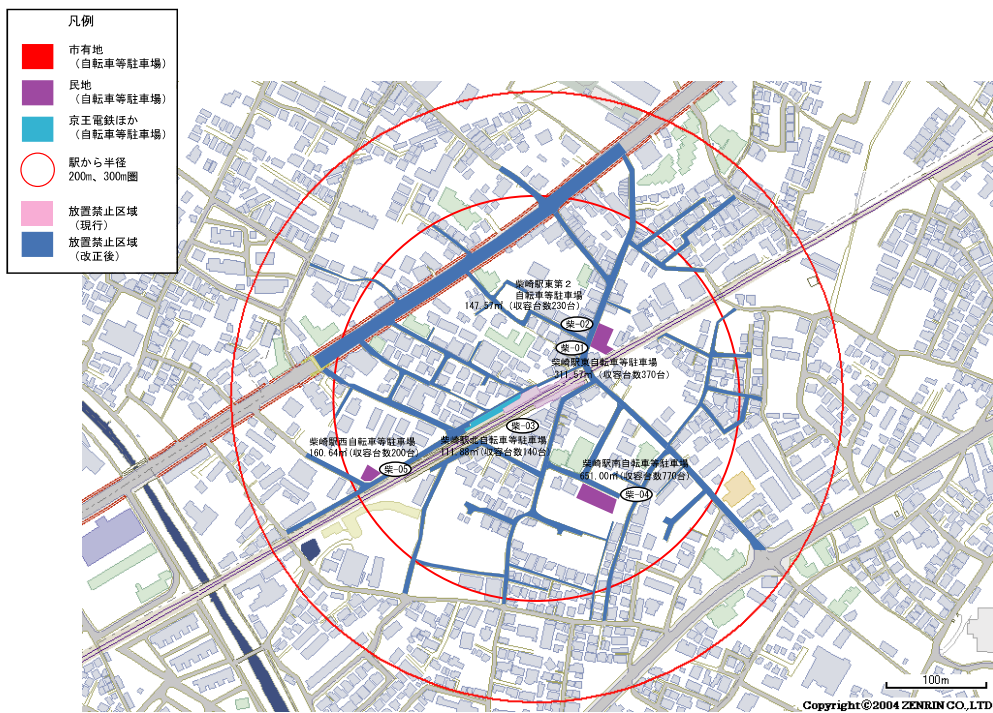 凡例
市有地
(自転車等駐車場)
民地
(自転車等駐車場)
京王電鉄ほか
(自転車等駐車場)
駅から半径
200m、300m圏
放置禁止区域
(現行)
放置禁止区域
(改正後)
柴崎駅東第2
自転車等駐車場
147.57㎡(収容台数230台)
柴-02
柴-01
柴崎駅東自転車等駐車場
311.57㎡(収容台数370台)
柴-03
柴崎駅北自転車等駐車場
111.88㎡(収容台数140台)
柴崎駅西自転車等駐車場
160.64㎡(収容台数200台)
柴-05
柴崎駅南自転車等駐車場
651.00㎡(収容台数770台)
柴-04
100m
Copyright©2004 ZENRIN CO.,LTD